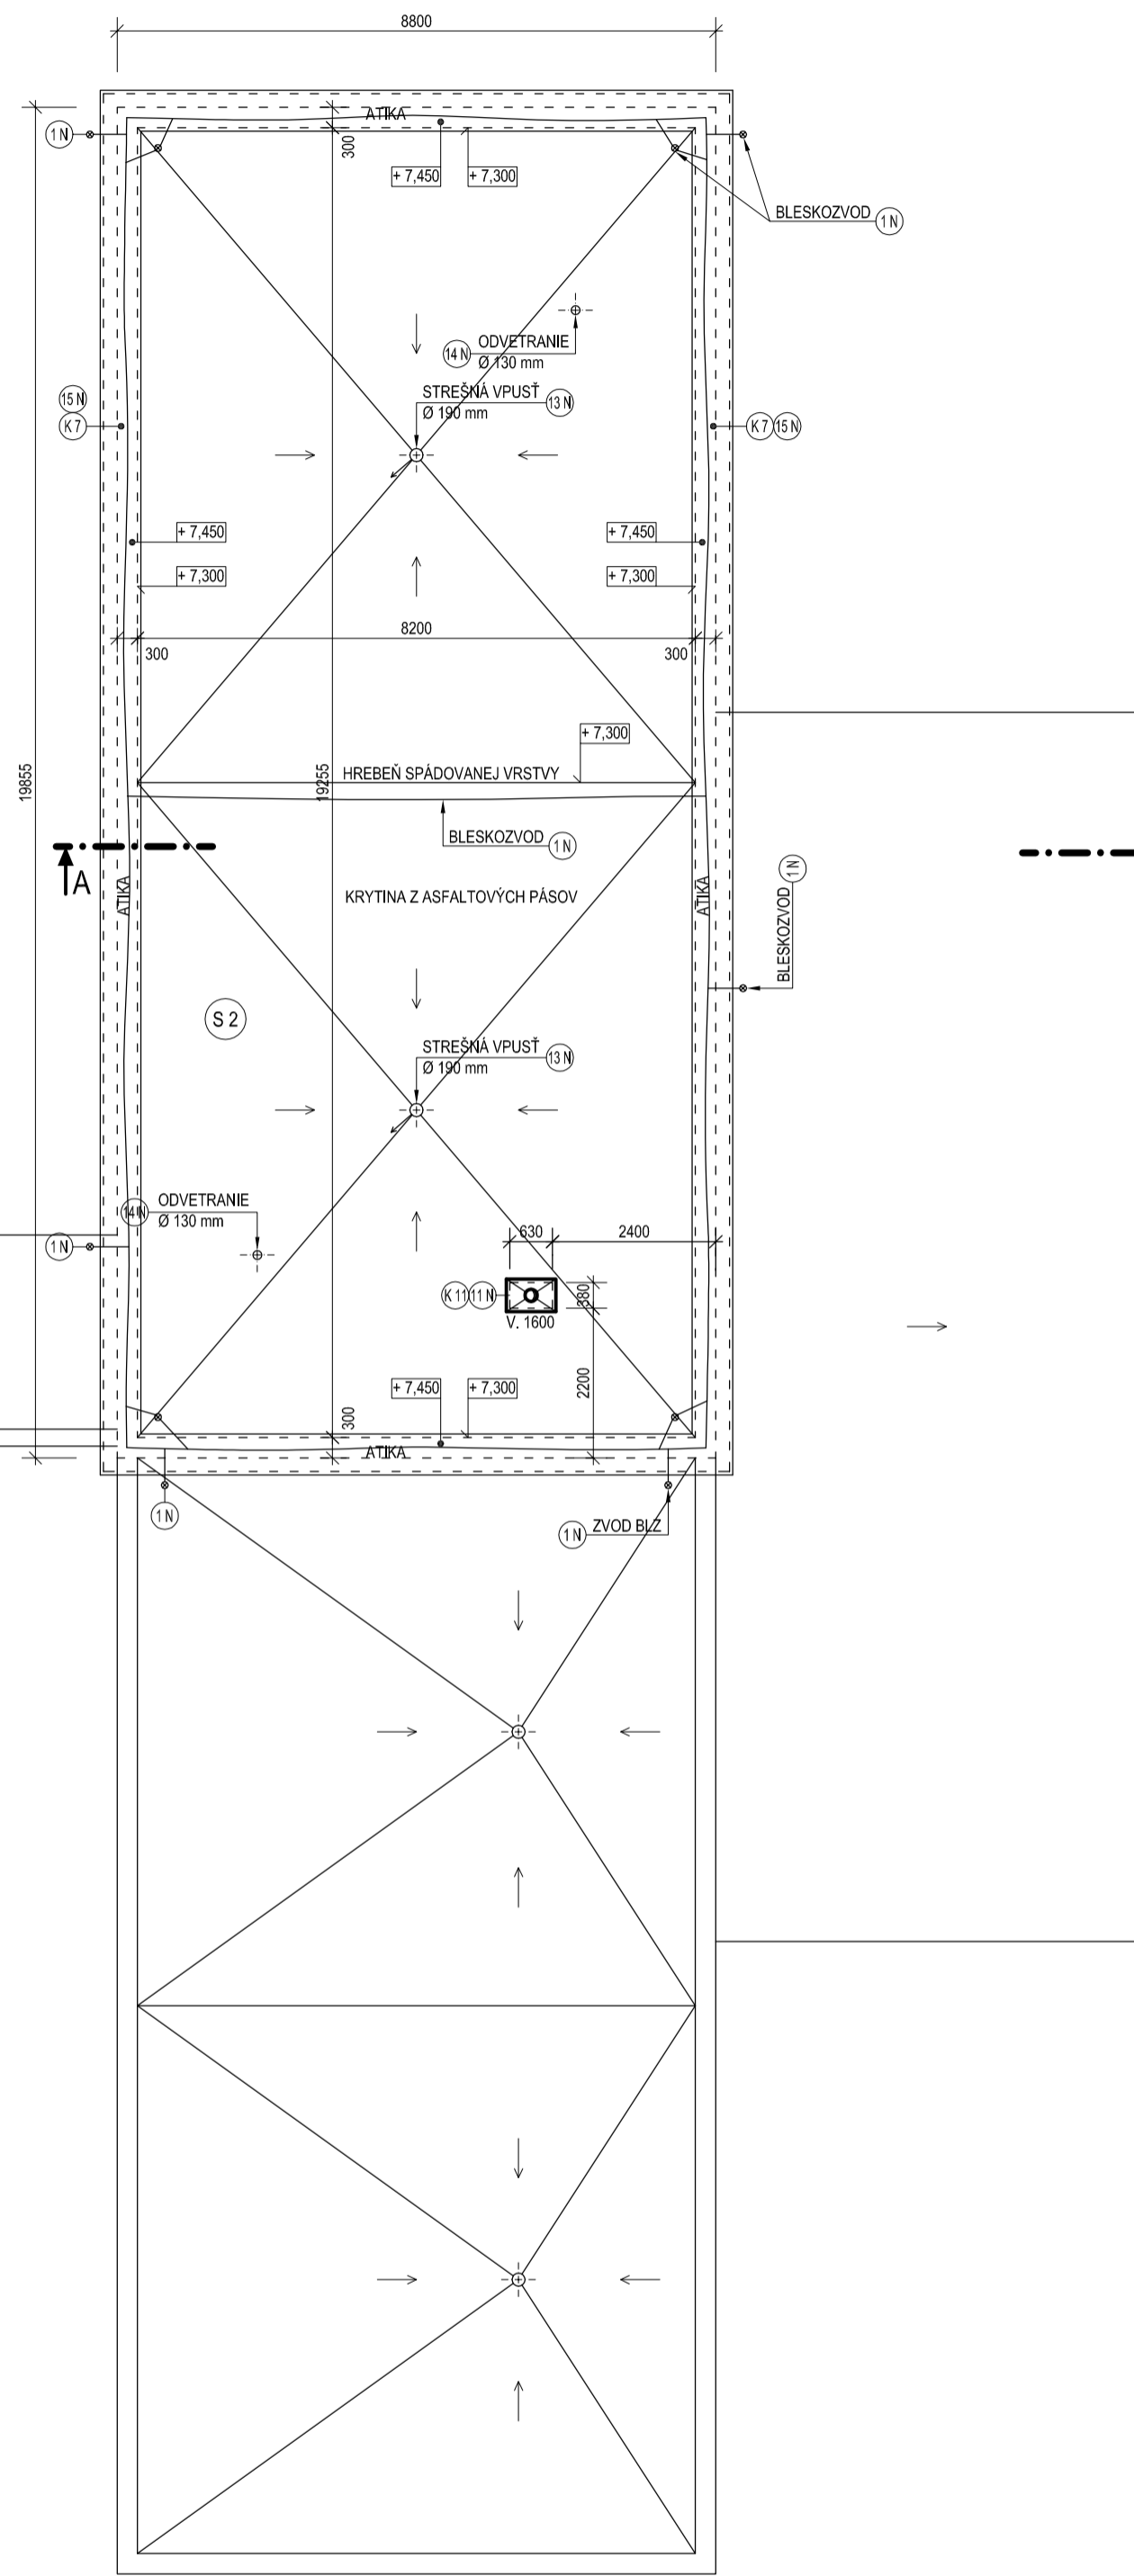 8800
ATIKA
1 N
300
+ 7,450
+ 7,300
BLESKOZVOD
1 N
ODVETRANIE
14 N
Ø 130 mm
STREŠNÁ VPUSŤ
13 N
Ø 190 mm
15 N
K 7
K 7
15 N
+ 7,450
+ 7,450
+ 7,300
+ 7,300
8200
300
300
+ 7,300
HREBEŇ SPÁDOVANEJ VRSTVY
19855
19255
BLESKOZVOD
1 N
A
ATIKA
ATIKA
KRYTINA Z ASFALTOVÝCH PÁSOV
BLESKOZVOD
1 N
S 2
STREŠNÁ VPUSŤ
13 N
Ø 190 mm
ODVETRANIE
14 N
Ø 130 mm
1 N
630
2400
K 11
11 N
380
V. 1600
2200
+ 7,450
+ 7,300
300
ATIKA
1 N
1 N
ZVOD BLZ